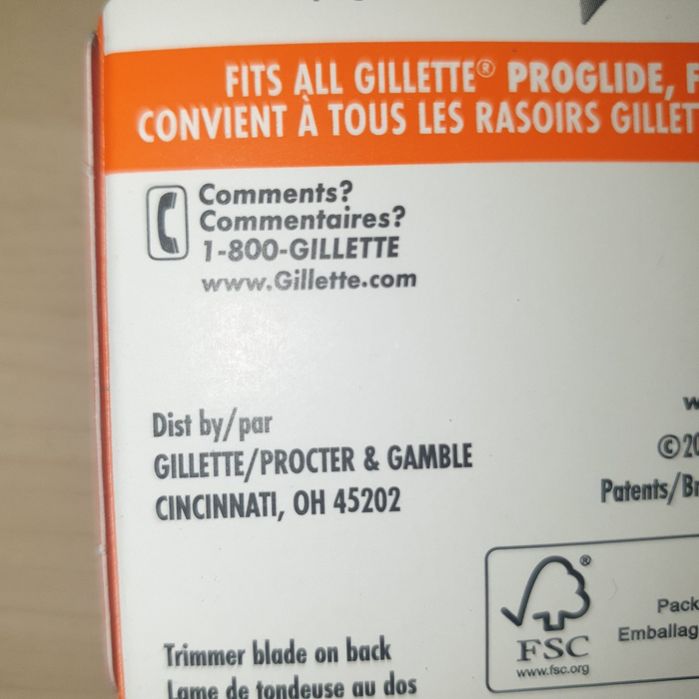 FITS ALL GILLETTE® PROGLIDE,
CONVIENT À TOUS LES RASOIRS
Comments?
Commentaires?
1-800-GILLETTE
www.Gillette.com
Dist by/par
GILLETTE/PROCTER & GAMBLE
CINCINNATI, OH 45202
©20
Patents/
FSC®
www.fsc.org
Trimmer blade on back
Lame de tondeuse au dos